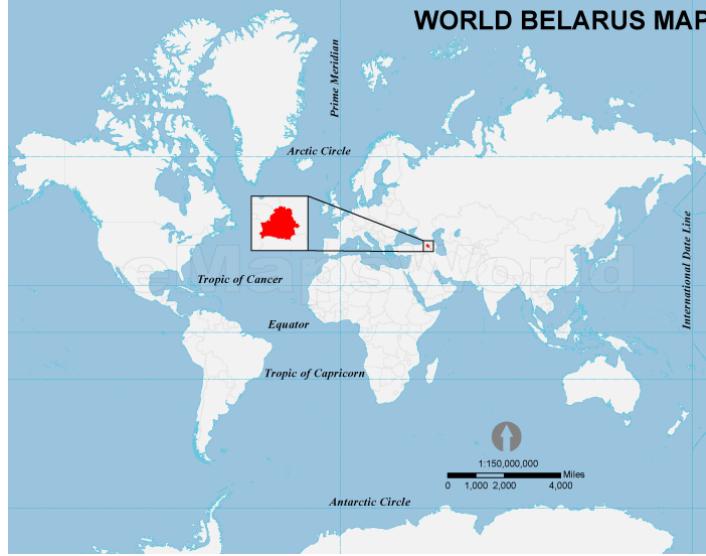 WORLD BELARUS MAP
Prime Meridian
Arctic Circle
International Date Line
eMapsWorld
Tropic of Cancer
Equator
Tropic of Capricorn
1:150,000,000
Miles
0 1,000 2,000 4,000
Antarctic Circle